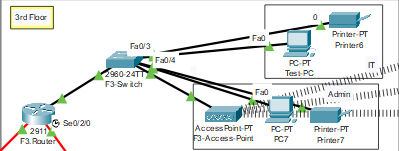 3rd Floor
0
Printer-PT
Printer6
Fa0/3
Fa0
PC-PT
Test-PC
IT
Fa0/4
2960-24TT
F3-Switch
Fa0
Admin
Se0/2/0
2911
F3.Router
AccessPoint-PT
F3-Access-Point
PC-PT
PC7
Printer-PT
Printer7